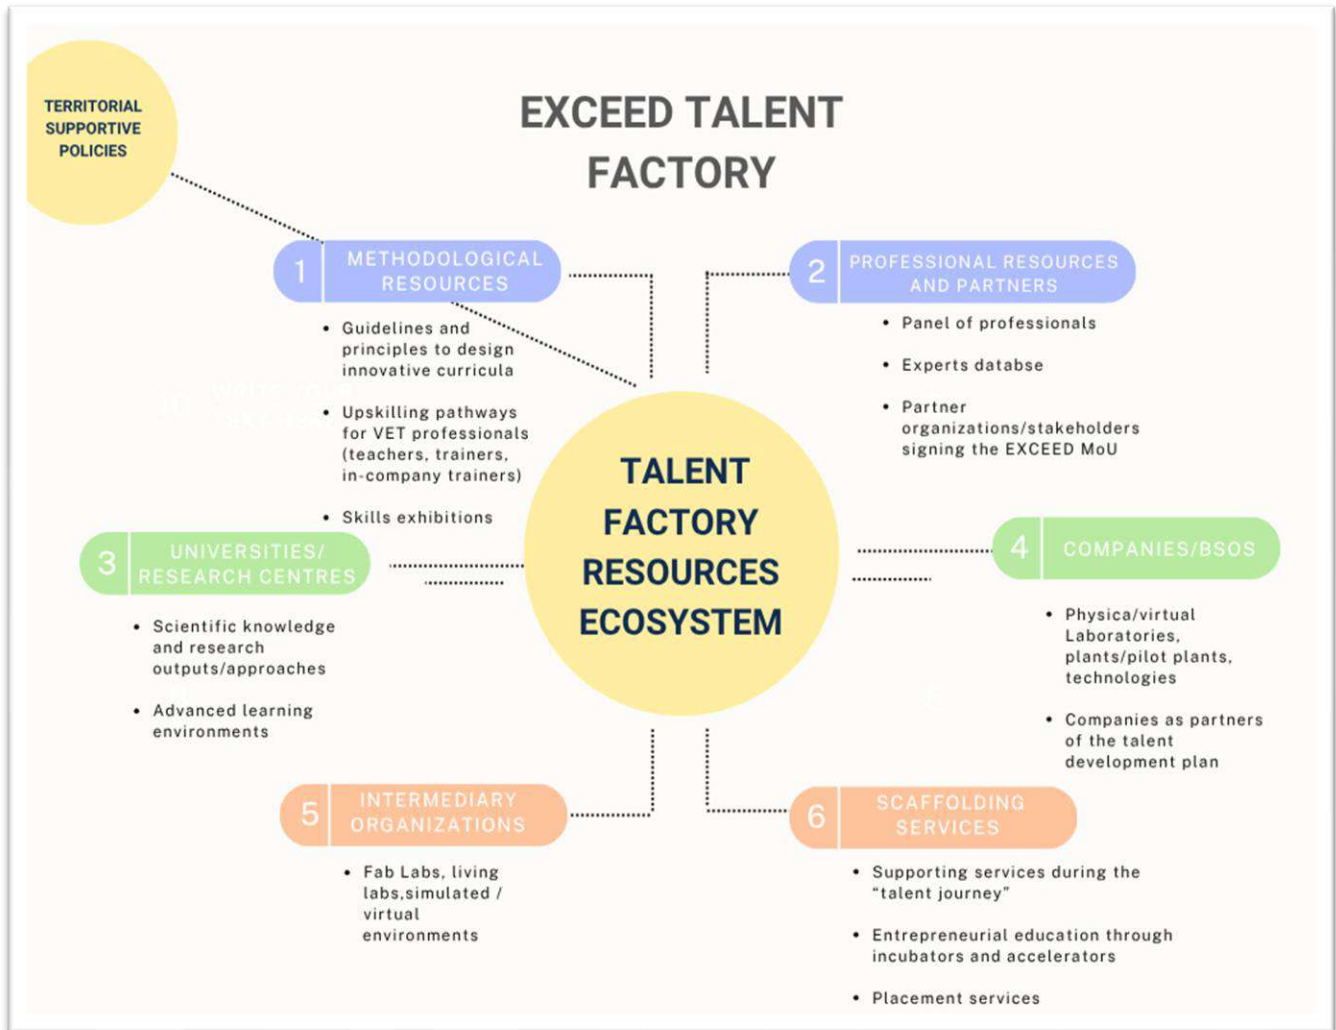 TERRITORIAL
SUPPORTIVE
POLICIES
EXCEED TALENT
FACTORY
1
METHODOLOGICAL
RESOURCES
• Guidelines and
principles to design
innovative curricula
• Upskilling pathways
for VET professionals
(teachers, trainers,
in-company trainers)
• Skills exhibitions
2
PROFESSIONAL RESOURCES
AND PARTNERS
• Panel of professionals
• Experts databse
• Partner
organizations/stakeholders
signing the EXCEED MoU
TALENT
FACTORY
RESOURCES
ECOSYSTEM
3
UNIVERSITIES/
RESEARCH CENTRES
• Scientific knowledge
and research
outputs/approaches
• Advanced learning
environments
4
COMPANIES/BSOS
• Physica/virtual
Laboratories,
plants/pilot plants,
technologies
• Companies as partners
of the talent
development plan
5
INTERMEDIARY
ORGANIZATIONS
• Fab Labs, living
labs,simulated /
virtual
environments
6
SCAFFOLDING
SERVICES
• Supporting services during the
“talent journey”
• Entrepreneurial education through
incubators and accelerators
• Placement services